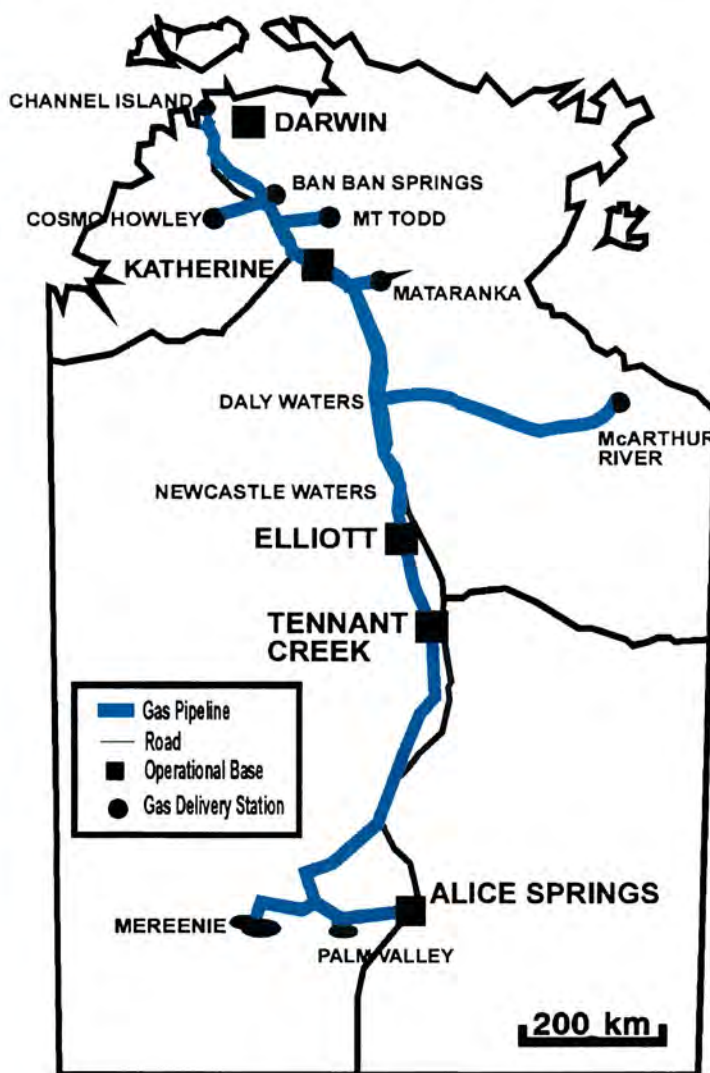 CHANNEL ISLAND
DARWIN
BAN BAN SPRINGS
COSMO HOWLEY
MT TODD
KATHERINE
MATARANKA
DALY WATERS
McARTHUR
RIVER
NEWCASTLE WATERS
ELLIOTT
TENNANT
CREEK
Gas Pipeline
Road
Operational Base
Gas Delivery Station
ALICE SPRINGS
MEREENIE
PALM VALLEY
200 km